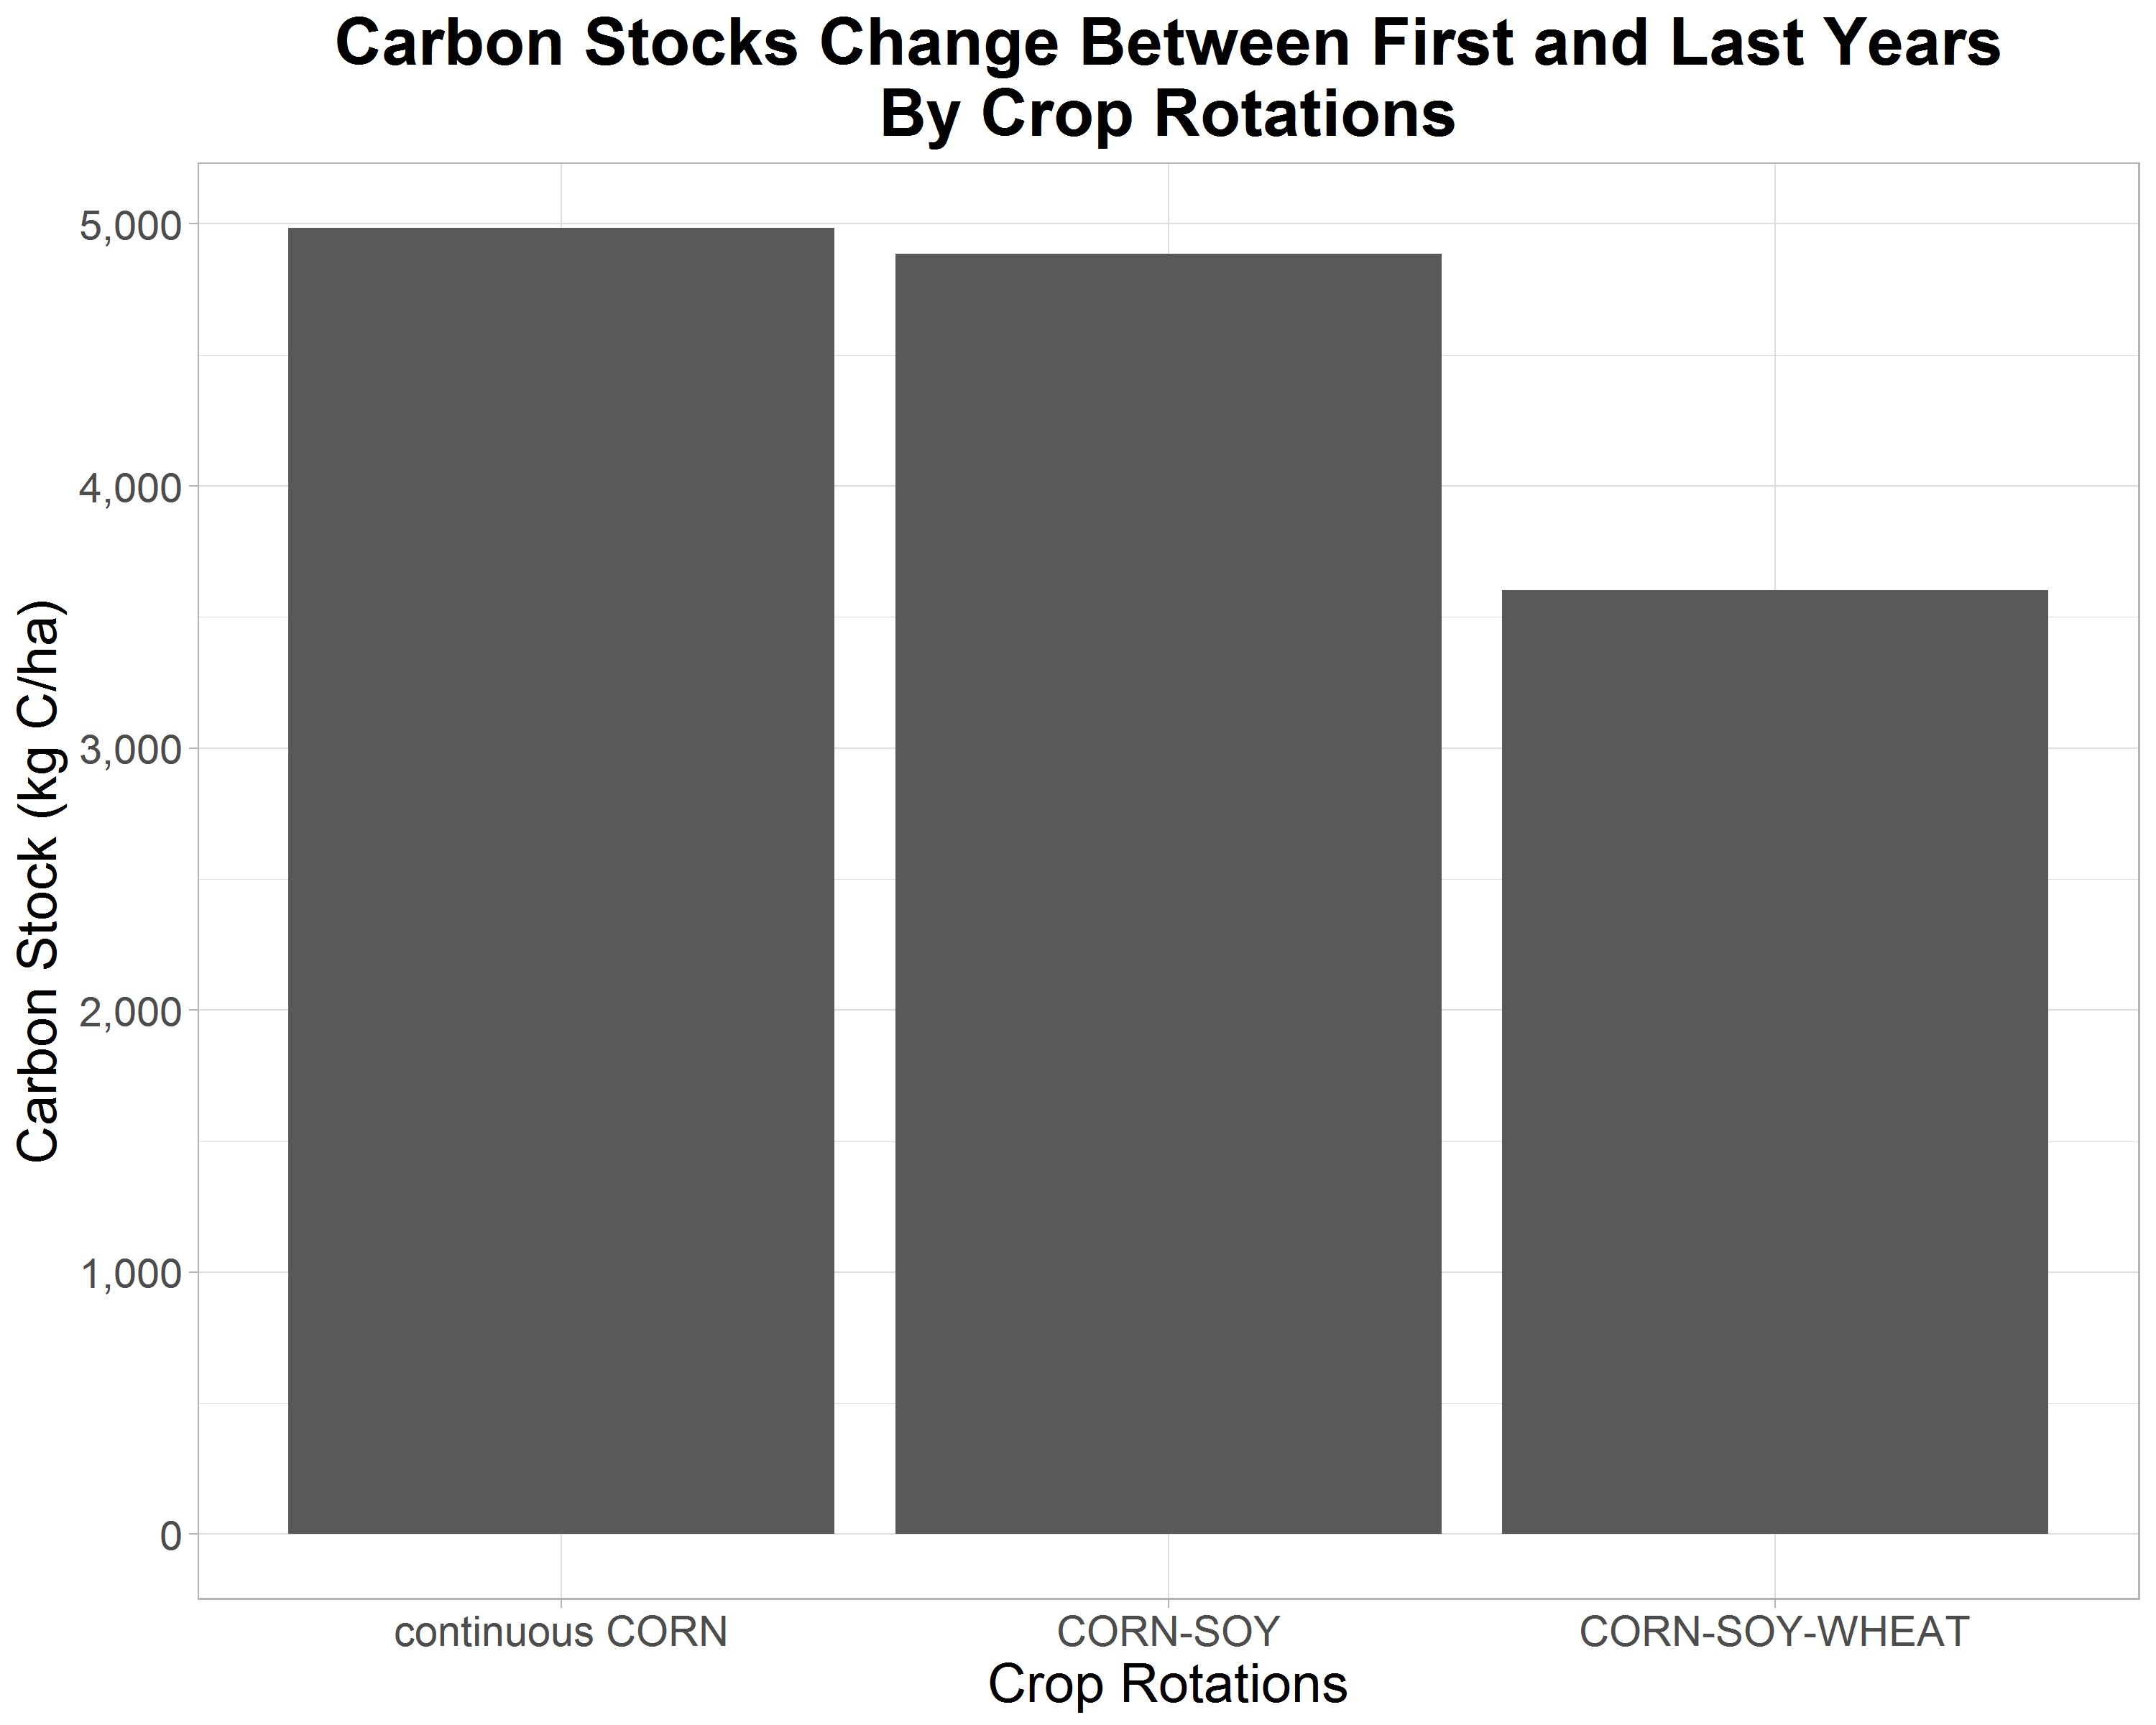 Carbon Stocks Change Between First and Last Years
By Crop Rotations
Carbon Stock (kg C/ha)
5,000
4,000
3,000
2,000
1,000
0
continuous CORN
CORN-SOY
CORN-SOY-WHEAT
Crop Rotations